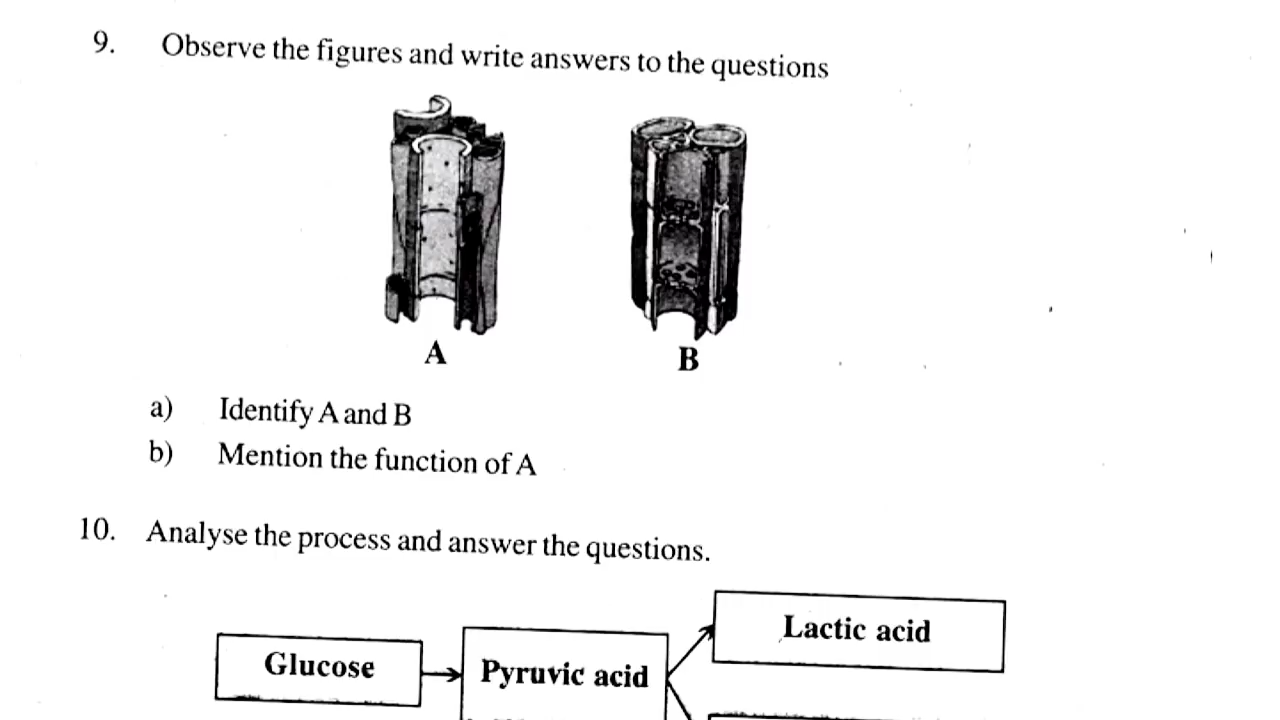 9. Observe the figures and write answers to the questions
A
B
a) Identify A and B
b) Mention the function of A
10. Analyse the process and answer the questions.
Lactic acid
Glucose
Pyruvic acid